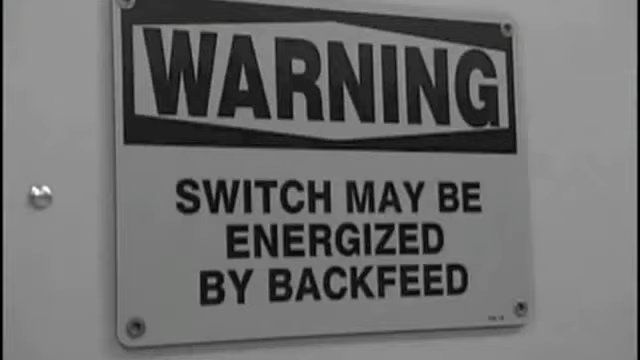 WARNING
SWITCH MAY BE
ENERGIZED
BY BACKFEED